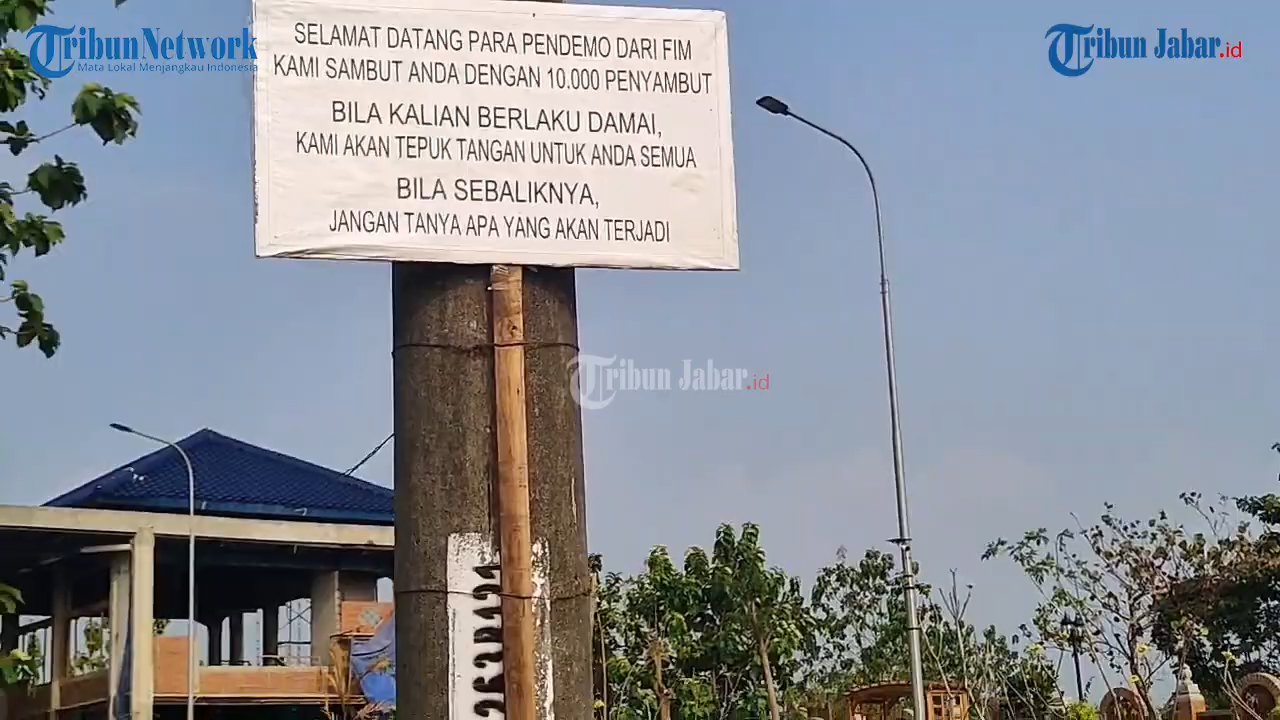 TribunNetwork
Mata Lokal Menjangkau Indonesia
Tribun Jabar.id
SELAMAT DATANG PARA PENDEMO DARI FIM
KAMI SAMBUT ANDA DENGAN 10.000 PENYAMBUT
BILA KALIAN BERLAKU DAMAI,
KAMI AKAN TEPUK TANGAN UNTUK ANDA SEMUA
BILA SEBALIKNYA,
JANGAN TANYA APA YANG AKAN TERJADI
Tribun Jabar.id